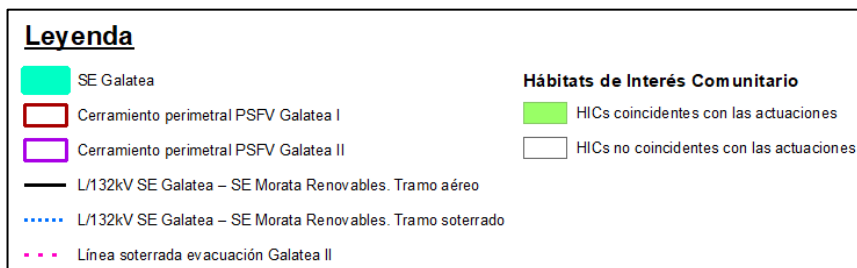 Leyenda
SE Galatea
Cerramiento perimetral PSFV Galatea I
Cerramiento perimetral PSFV Galatea II
L/132kV SE Galatea – SE Morata Renovables. Tramo aéreo
L/132kV SE Galatea – SE Morata Renovables. Tramo soterrado
Línea soterrada evacuación Galatea II
Hábitats de Interés Comunitario
HICs coincidentes con las actuaciones
HICs no coincidentes con las actuaciones